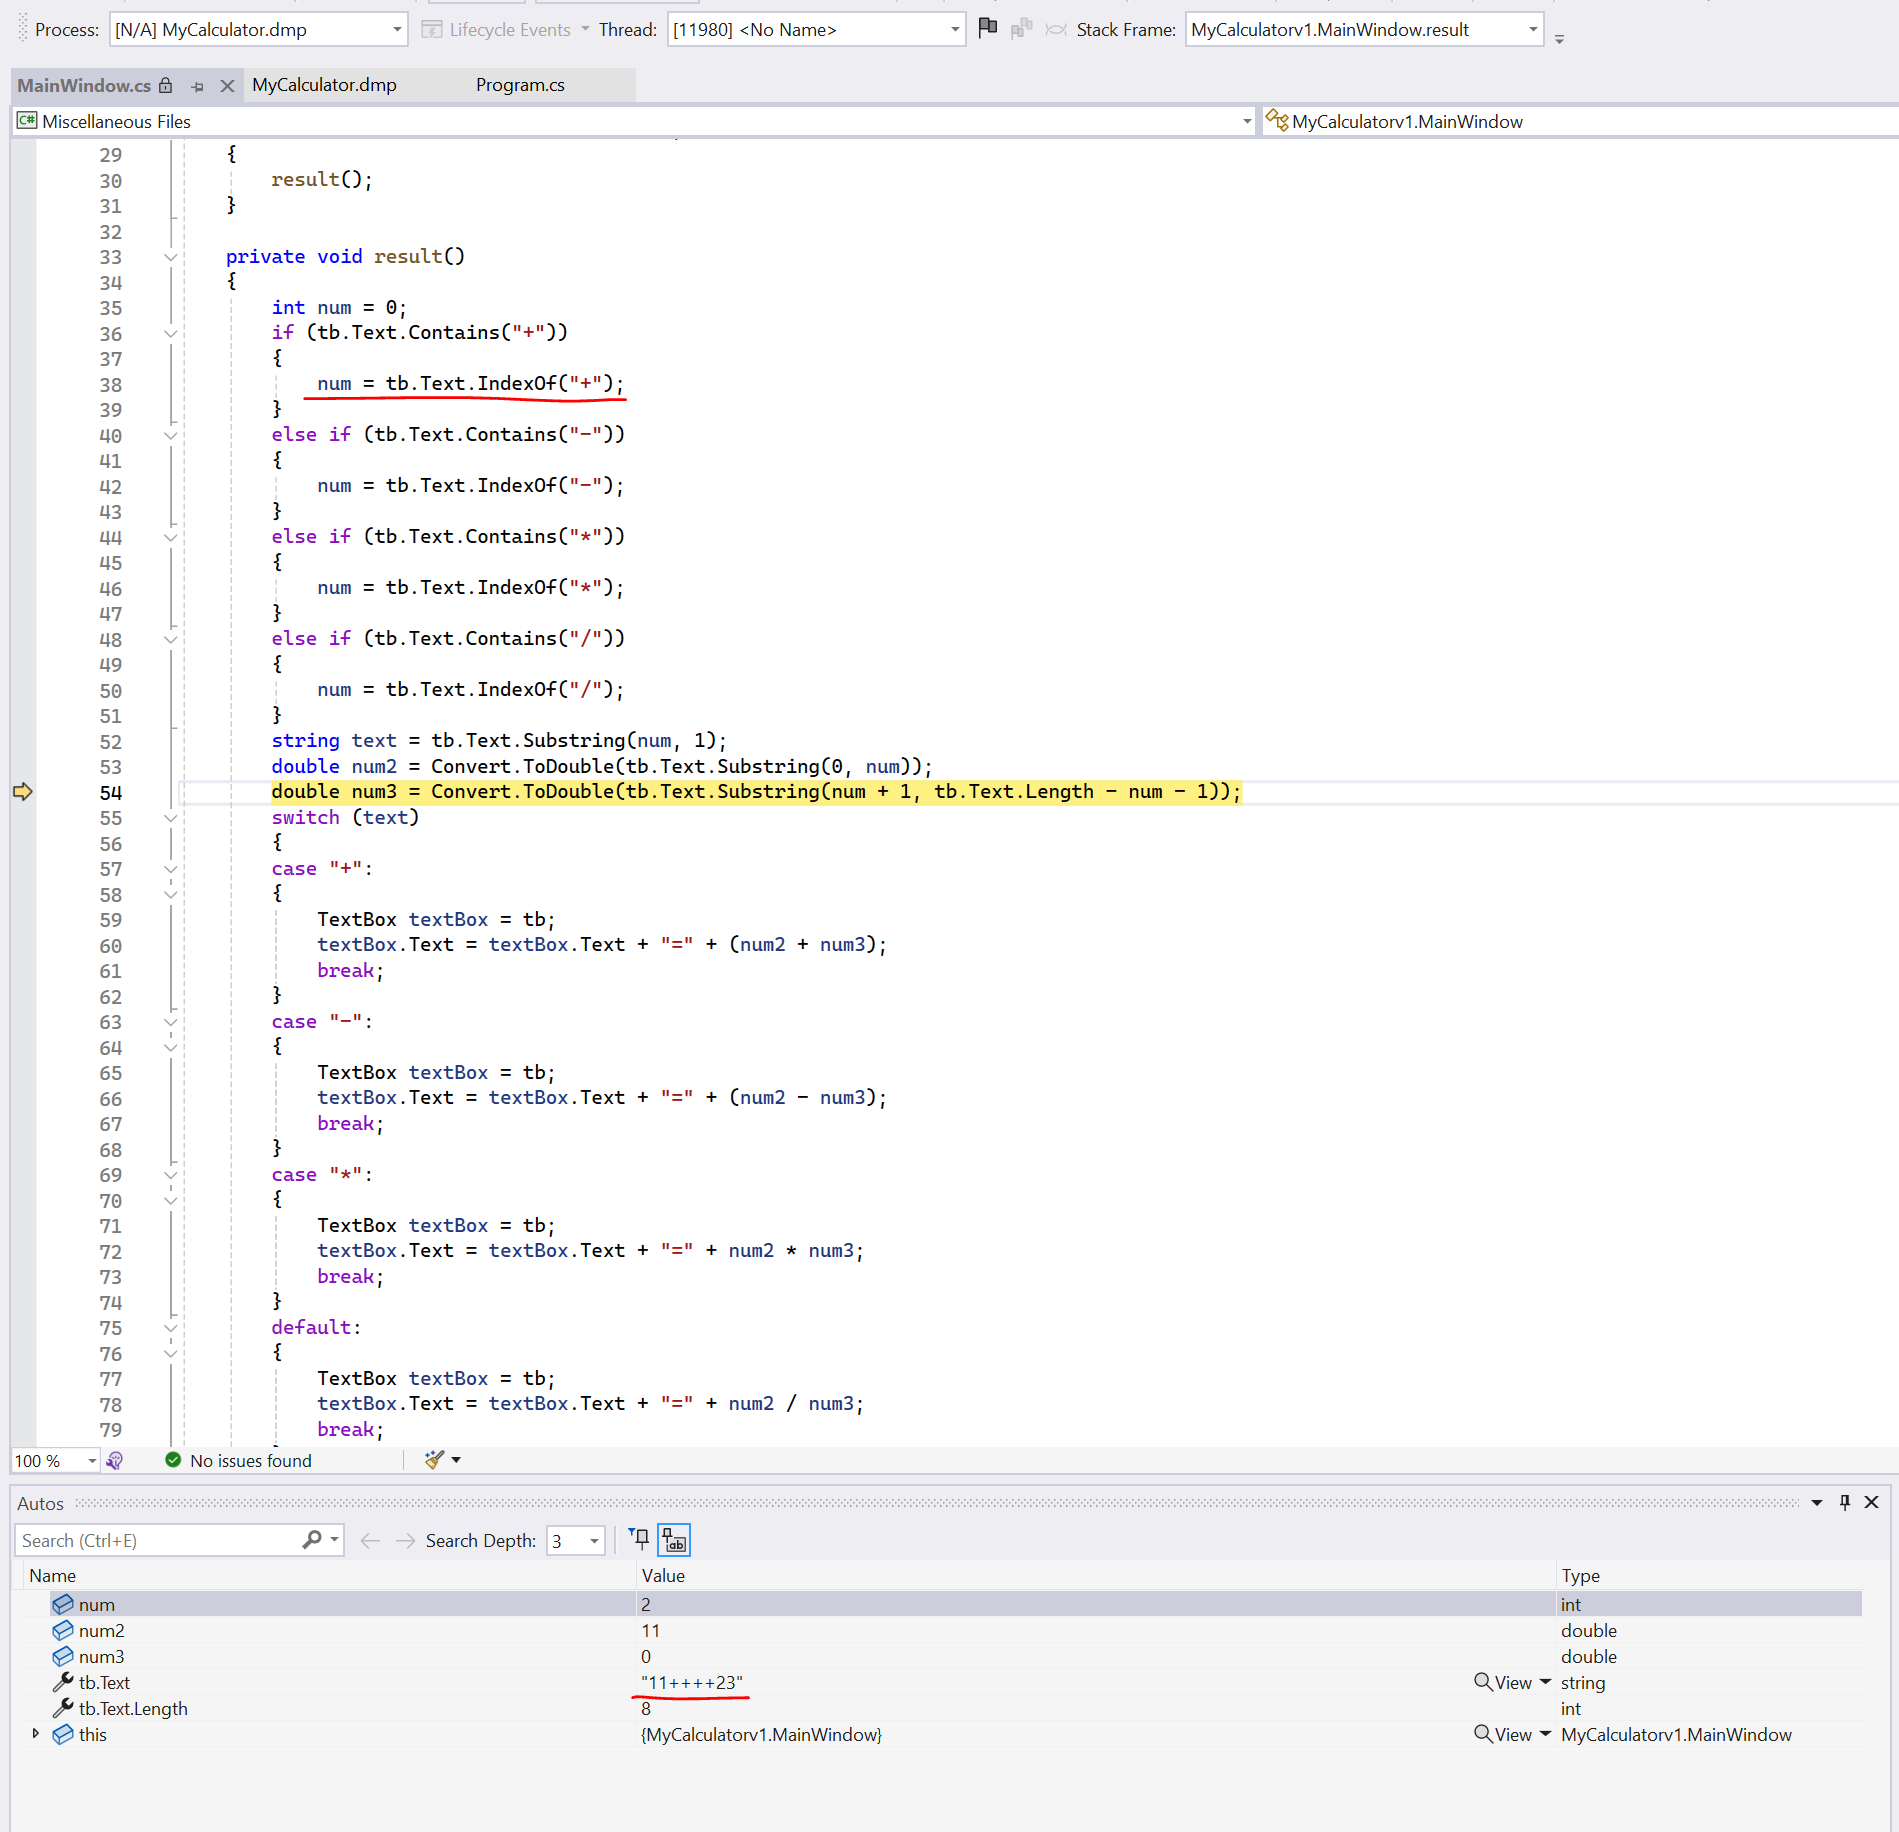 Process: [N/A] MyCalculator.dmp Lifecycle Events Thread: [11980] <No Name> Stack Frame: MyCalculatorv1.MainWindow.result
MainWindow.cs MyCalculator.dmp Program.cs
C# Miscellaneous Files MyCalculatorv1.MainWindow
29 {
30 result();
31 }
32
33 private void result()
34 {
35 int num = 0;
36 if (tb.Text.Contains("+"))
37 {
38 num = tb.Text.IndexOf("+");
39 }
40 else if (tb.Text.Contains("-"))
41 {
42 num = tb.Text.IndexOf("-");
43 }
44 else if (tb.Text.Contains("*"))
45 {
46 num = tb.Text.IndexOf("*");
47 }
48 else if (tb.Text.Contains("/"))
49 {
50 num = tb.Text.IndexOf("/");
51 }
52 string text = tb.Text.Substring(num, 1);
53 double num2 = Convert.ToDouble(tb.Text.Substring(0, num));
54 double num3 = Convert.ToDouble(tb.Text.Substring(num + 1, tb.Text.Length - num - 1));
55 switch (text)
56 {
57 case "+":
58 {
59 TextBox textBox = tb;
60 textBox.Text = textBox.Text + "=" + (num2 + num3);
61 break;
62 }
63 case "-":
64 {
65 TextBox textBox = tb;
66 textBox.Text = textBox.Text + "=" + (num2 - num3);
67 break;
68 }
69 case "*":
70 {
71 TextBox textBox = tb;
72 textBox.Text = textBox.Text + "=" + num2 * num3;
73 break;
74 }
75 default:
76 {
77 TextBox textBox = tb;
78 textBox.Text = textBox.Text + "=" + num2 / num3;
79 break;
100 % No issues found
Autos
Search (Ctrl+E) Search Depth: 3
Name Value Type
num 2 int
num2 11 double
num3 0 double
tb.Text "11++++23" View string
tb.Text.Length 8 int
this {MyCalculatorv1.MainWindow} View MyCalculatorv1.MainWindow